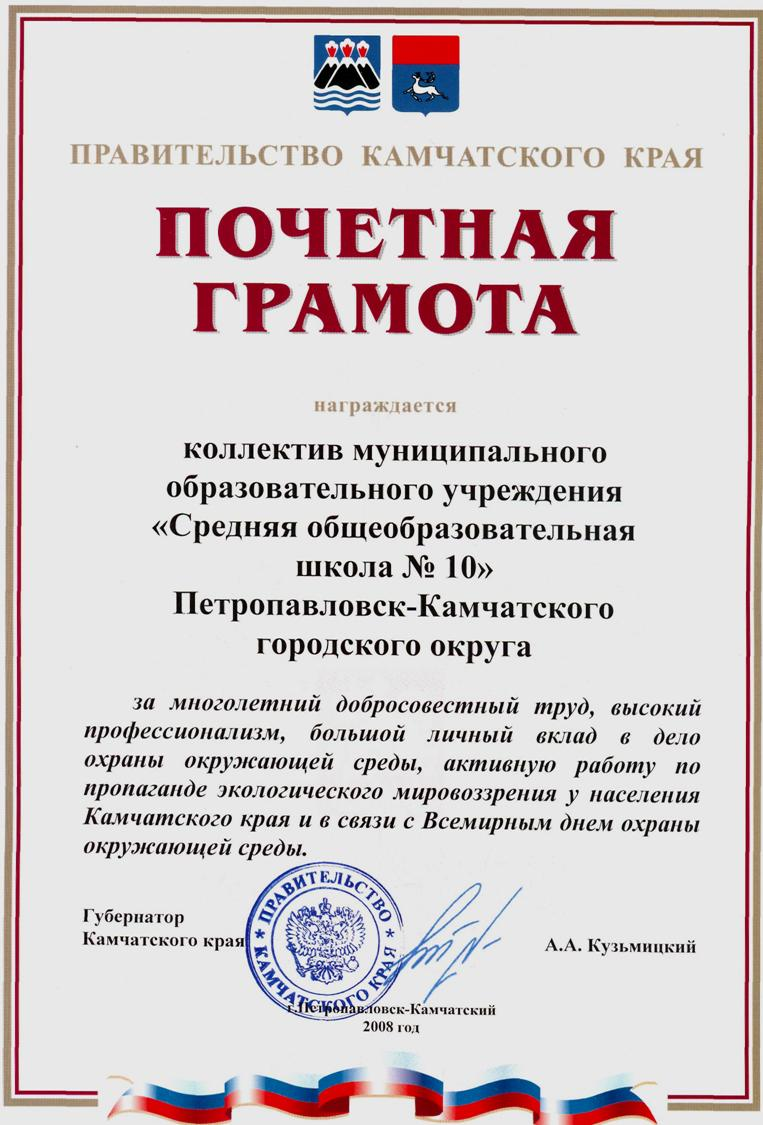 ПРАВИТЕЛЬСТВО КАМЧАТСКОГО КРАЯ
ПОЧЕТНАЯ
ГРАМОТА
награждается
коллектив муниципального
образовательного учреждения
«Средняя общеобразовательная
школа № 10»
Петропавловск-Камчатского
городского округа
за многолетний добросовестный труд, высокий
профессионализм, большой личный вклад в дело
охраны окружающей среды, активную работу по
пропаганде экологического мировоззрения у населения
Камчатского края и в связи с Всемирным днем охраны
окружающей среды.
Губернатор
Камчатского края
* ПРАВИТЕЛЬСТВО *
КАМЧАТСКОГО КРАЯ
А.А. Кузьмицкий
г.Петропавловск-Камчатский
2008 год